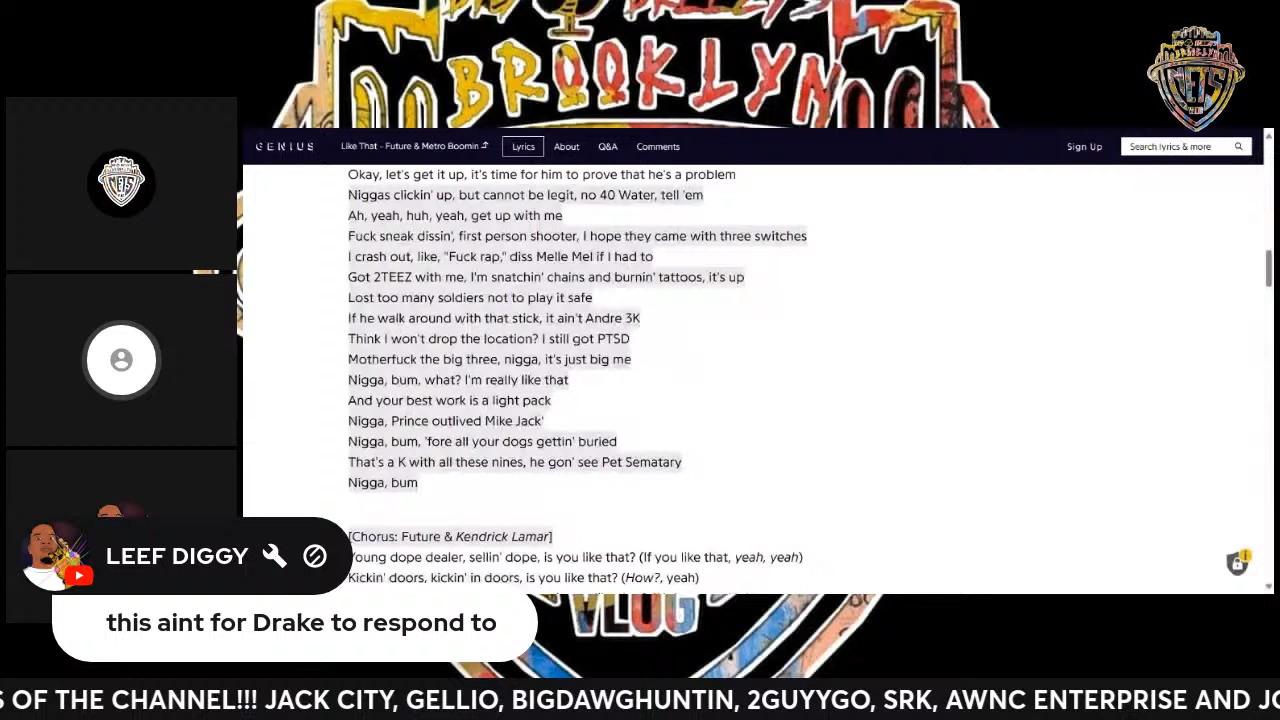 BROOKLYN
NETS
GENIUS
Like That - Future & Metro Boomin
Lyrics
About
Q&A
Comments
Sign Up
Search lyrics & more
Okay, let's get it up, it's time for him to prove that he's a problem
Niggas clickin' up, but cannot be legit, no 40 Water, tell 'em
Ah, yeah, huh, yeah, get up with me
Fuck sneak dissin', first person shooter, I hope they came with three switches
I crash out, like, "Fuck rap," diss Melle Mel if I had to
Got 2TEEZ with me, I'm snatchin' chains and burnin' tattoos, it's up
Lost too many soldiers not to play it safe
If he walk around with that stick, it ain't Andre 3K
Think I won't drop the location? I still got PTSD
Motherfuck the big three, nigga, it's just big me
Nigga, bum, what? I'm really like that
And your best work is a light pack
Nigga, Prince outlived Mike Jack'
Nigga, bum, 'fore all your dogs gettin' buried
That's a K with all these nines, he gon' see Pet Sematary
Nigga, bum
[Chorus: Future & Kendrick Lamar]
Young dope dealer, sellin' dope, is you like that? (If you like that, yeah, yeah)
Kickin' doors, kickin' in doors, is you like that? (How?, yeah)
NETS
LEEF DIGGY
this aint for Drake to respond to
VLOG
S OF THE CHANNEL!!! JACK CITY, GELLIO, BIGDAWGHUNTIN, 2GUYYGO, SRK, AWNC ENTERPRISE AND JO